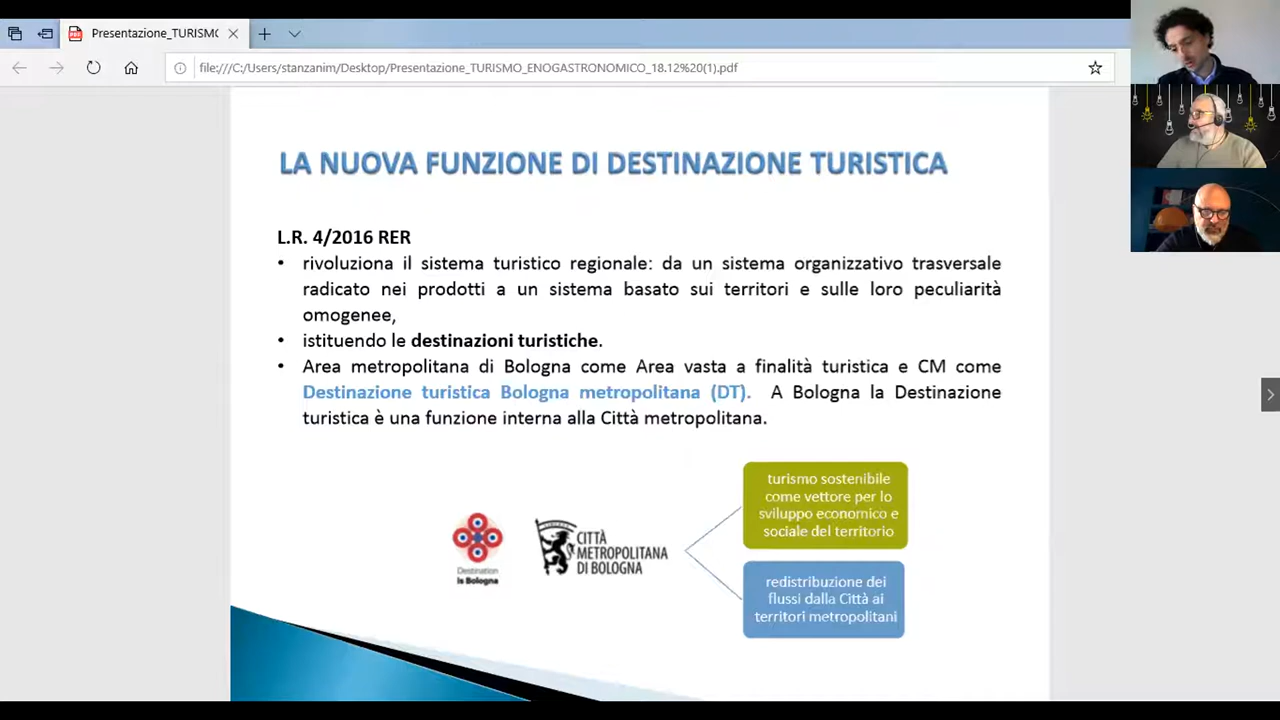 Presentazione_TURISMO
file:///C:/Users/stanzanim/Desktop/Presentazione_TURISMO_ENOGASTRONOMICO_18.12%20(1).pdf
LA NUOVA FUNZIONE DI DESTINAZIONE TURISTICA
L.R. 4/2016 RER
• rivoluziona il sistema turistico regionale: da un sistema organizzativo trasversale
radicato nei prodotti a un sistema basato sui territori e sulle loro peculiarità
omogenee,
• istituendo le destinazioni turistiche.
• Area metropolitana di Bologna come Area vasta a finalità turistica e CM come
Destinazione turistica Bologna metropolitana (DT). A Bologna la Destinazione
turistica è una funzione interna alla Città metropolitana.
turismo sostenibile
come vettore per lo
sviluppo economico e
sociale del territorio
Destination
is Bologna
CITTÀ
METROPOLITANA
DI BOLOGNA
redistribuzione dei
flussi dalla Città ai
territori metropolitani